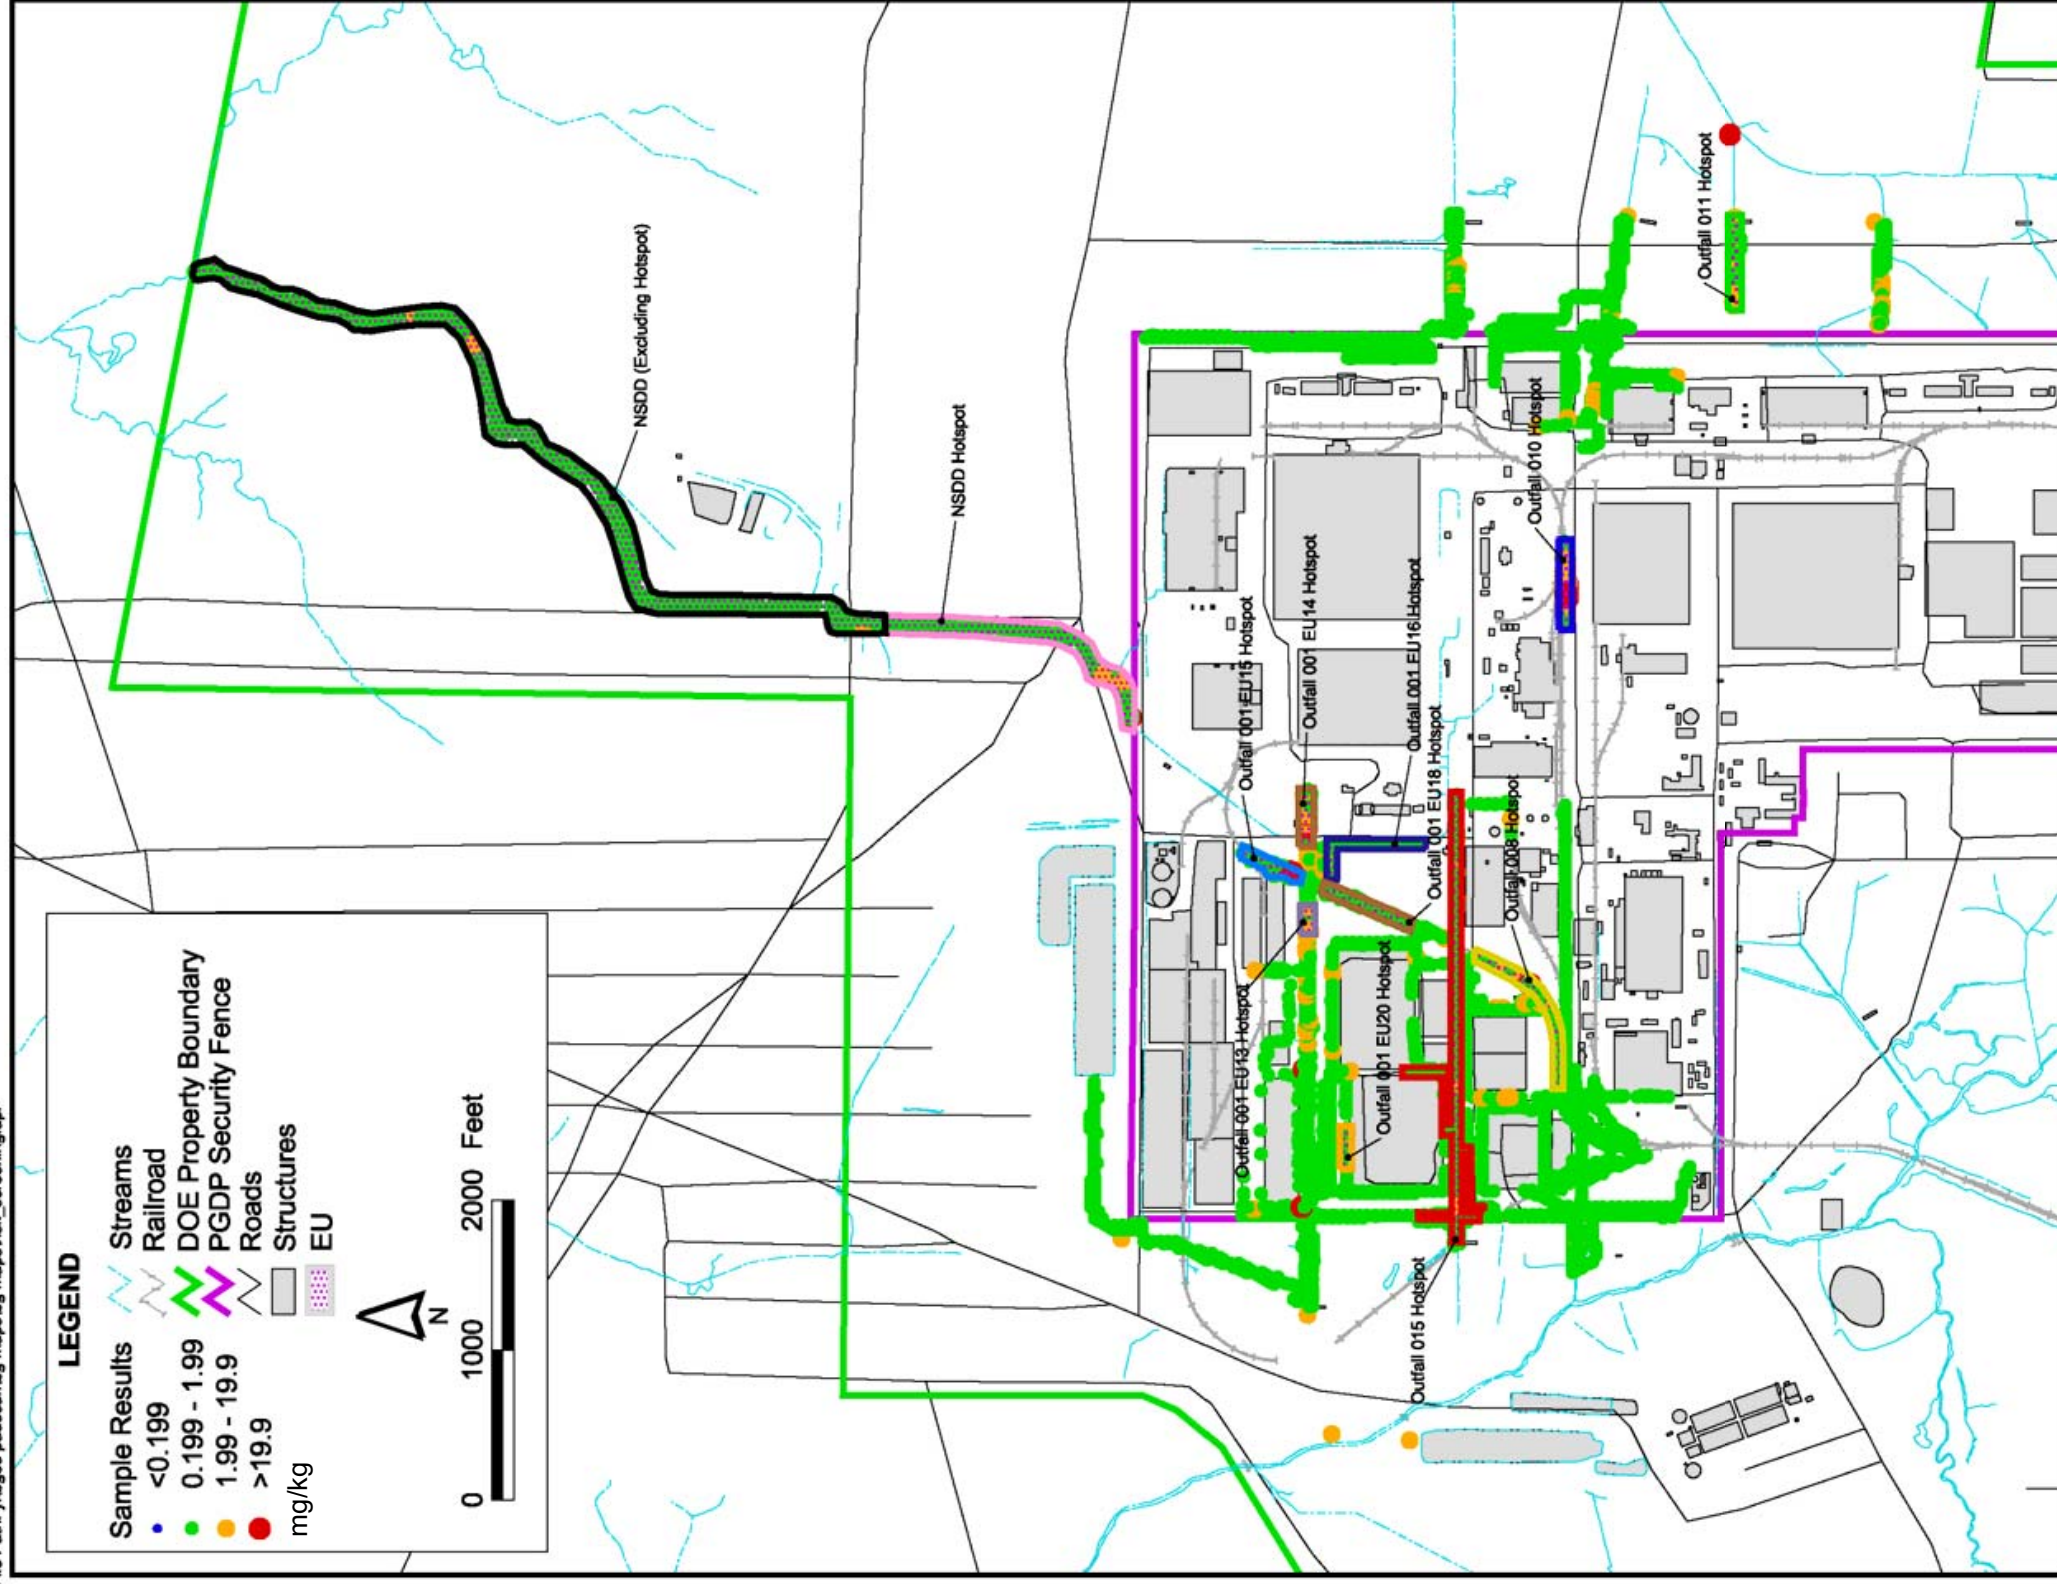 LEGEND
Sample Results
<0.199
0.199 - 1.99
1.99 - 19.9
>19.9
mg/kg
Streams
Railroad
DOE Property Boundary
PGDP Security Fence
Roads
Structures
EU
N
0 1000 2000 Feet
NSDD (Excluding Hotspot)
NSDD Hotspot
Outfall 011 Hotspot
Outfall 010 Hotspot
Outfall 001 EU15 Hotspot
Outfall 001 EU14 Hotspot
Outfall 001 EU16 Hotspot
Outfall 001 EU18 Hotspot
Outfall 008 Hotspot
Outfall 001 EU13 Hotspot
Outfall 001 EU20 Hotspot
Outfall 015 Hotspot